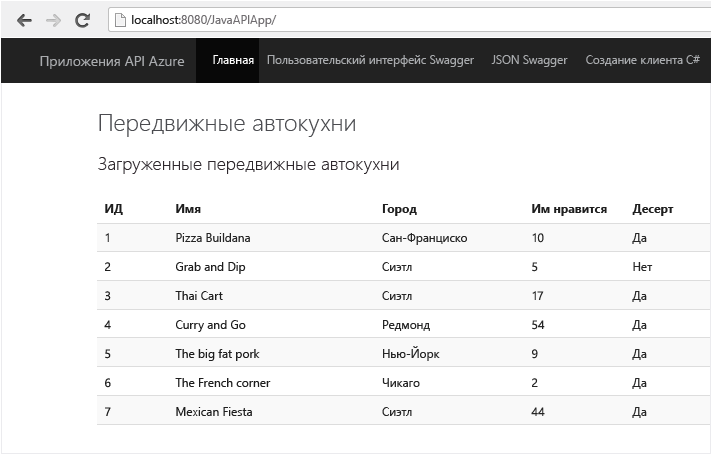 localhost:8080/JavaAPIApp/
Приложения API Azure Главная Пользовательский интерфейс Swagger JSON Swagger Создание клиента C#
Передвижные автокухни
Загруженные передвижные автокухни
ИД Имя Город Им нравится Десерт
1 Pizza Buildana Сан-Франциско 10 Да
2 Grab and Dip Сиэтл 5 Нет
3 Thai Cart Сиэтл 17 Да
4 Curry and Go Редмонд 54 Да
5 The big fat pork Нью-Йорк 9 Да
6 The French corner Чикаго 2 Да
7 Mexican Fiesta Сиэтл 44 Да